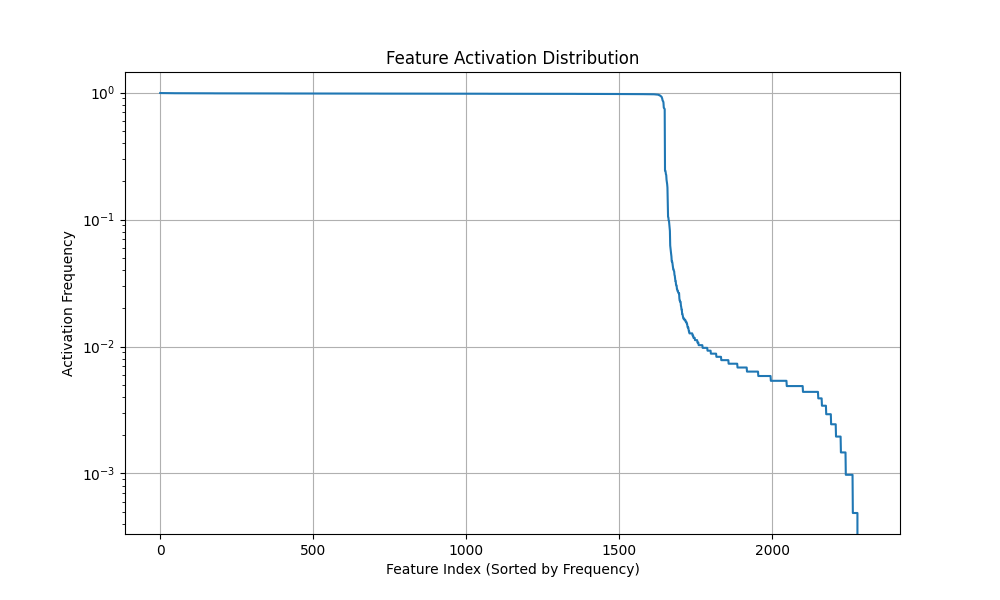 Feature Activation Distribution
Activation Frequency
10⁰
10⁻¹
10⁻²
10⁻³
0 500 1000 1500 2000
Feature Index (Sorted by Frequency)